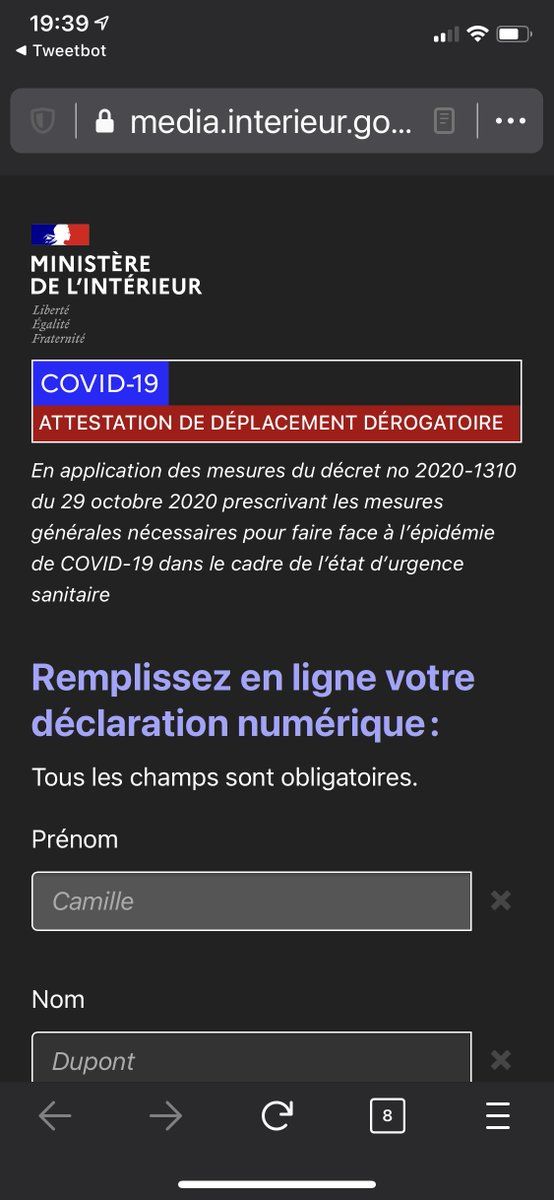 19:39
◀ Tweetbot
media.interieur.go...
MINISTÈRE
DE L'INTÉRIEUR
Liberté
Égalité
Fraternité
COVID-19
ATTESTATION DE DÉPLACEMENT DÉROGATOIRE
En application des mesures du décret no 2020-1310
du 29 octobre 2020 prescrivant les mesures
générales nécessaires pour faire face à l'épidémie
de COVID-19 dans le cadre de l'état d'urgence
sanitaire
Remplissez en ligne votre
déclaration numérique :
Tous les champs sont obligatoires.
Prénom
Camille
Nom
Dupont
8